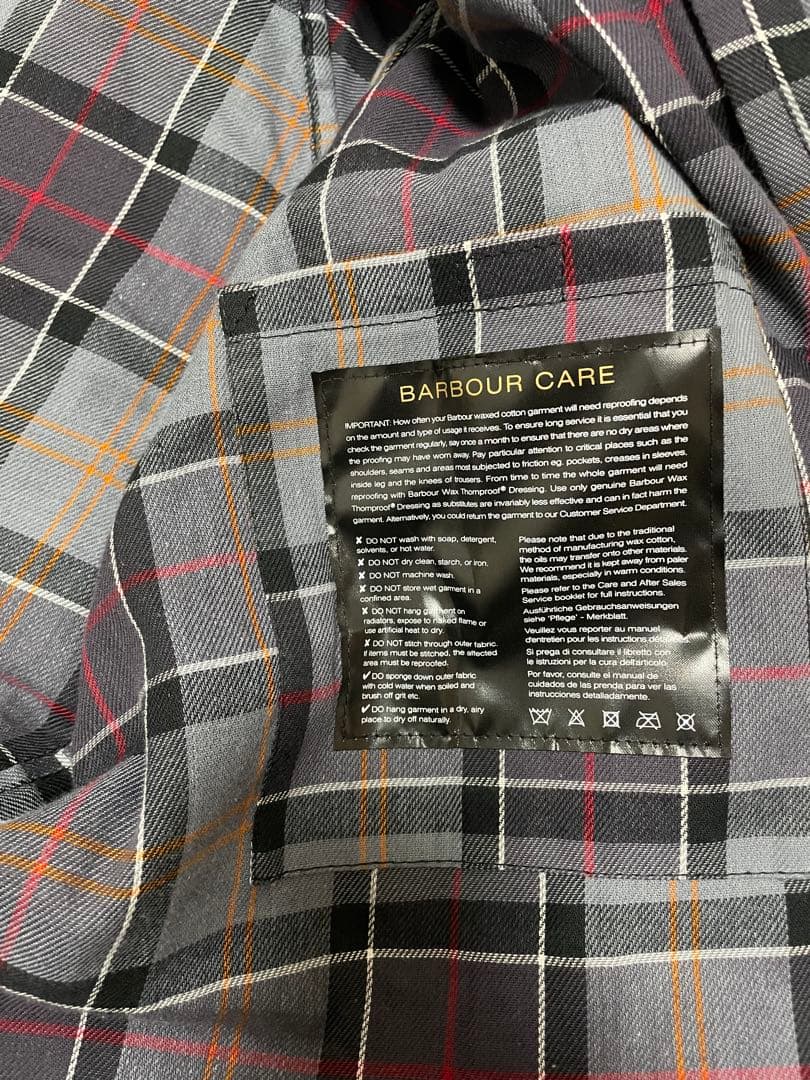 BARBOUR CARE
IMPORTANT: How often your Barbour waxed cotton garment will need reproofing depends
on the amount and type of usage it receives. To ensure long service it is essential that you
check the garment regularly, say once a month to ensure that there are no dry areas where
the proofing may have worn away. Pay particular attention to critical places such as the
shoulders, seams and areas most subjected to friction eg. pockets, creases in sleeves,
inside leg and the knees of trousers. From time to time the whole garment will need
reproofing with Barbour Wax Thornproof® Dressing. Use only genuine Barbour Wax
Thornproof® Dressing as substitutes are invariably less effective and can in fact harm the
garment. Alternatively, you could return the garment to our Customer Service Department.
✗ DO NOT wash with soap, detergent,
solvents, or hot water.
✗ DO NOT dry clean, starch, or iron.
✗ DO NOT machine wash.
✗ DO NOT store wet garment in a
confined area.
✗ DO NOT hang garment on
radiators, expose to naked flame or
use artificial heat to dry.
✗ DO NOT stitch through outer fabric.
If items must be stitched, the affected
area must be reproofed.
✓ DO sponge down outer fabric
with cold water when soiled and
brush off grit etc.
✓ DO hang garment in a dry, airy
place to dry off naturally.
Please note that due to the traditional
method of manufacturing wax cotton,
the oils may transfer onto other materials.
We recommend it is kept away from paler
materials, especially in warm conditions.
Please refer to the Care and After Sales
Service booklet for full instructions.
Ausführliche Gebrauchsanweisungen
siehe 'Pflege' - Merkblatt.
Veuillez vous reporter au manuel
d'entretien pour les instructions
Si prega di consultare il libretto con
le istruzioni per la cura dell'articolo.
Por favor, consulte el manual de
cuidados de las prenda para ver las
instrucciones detalladamente.